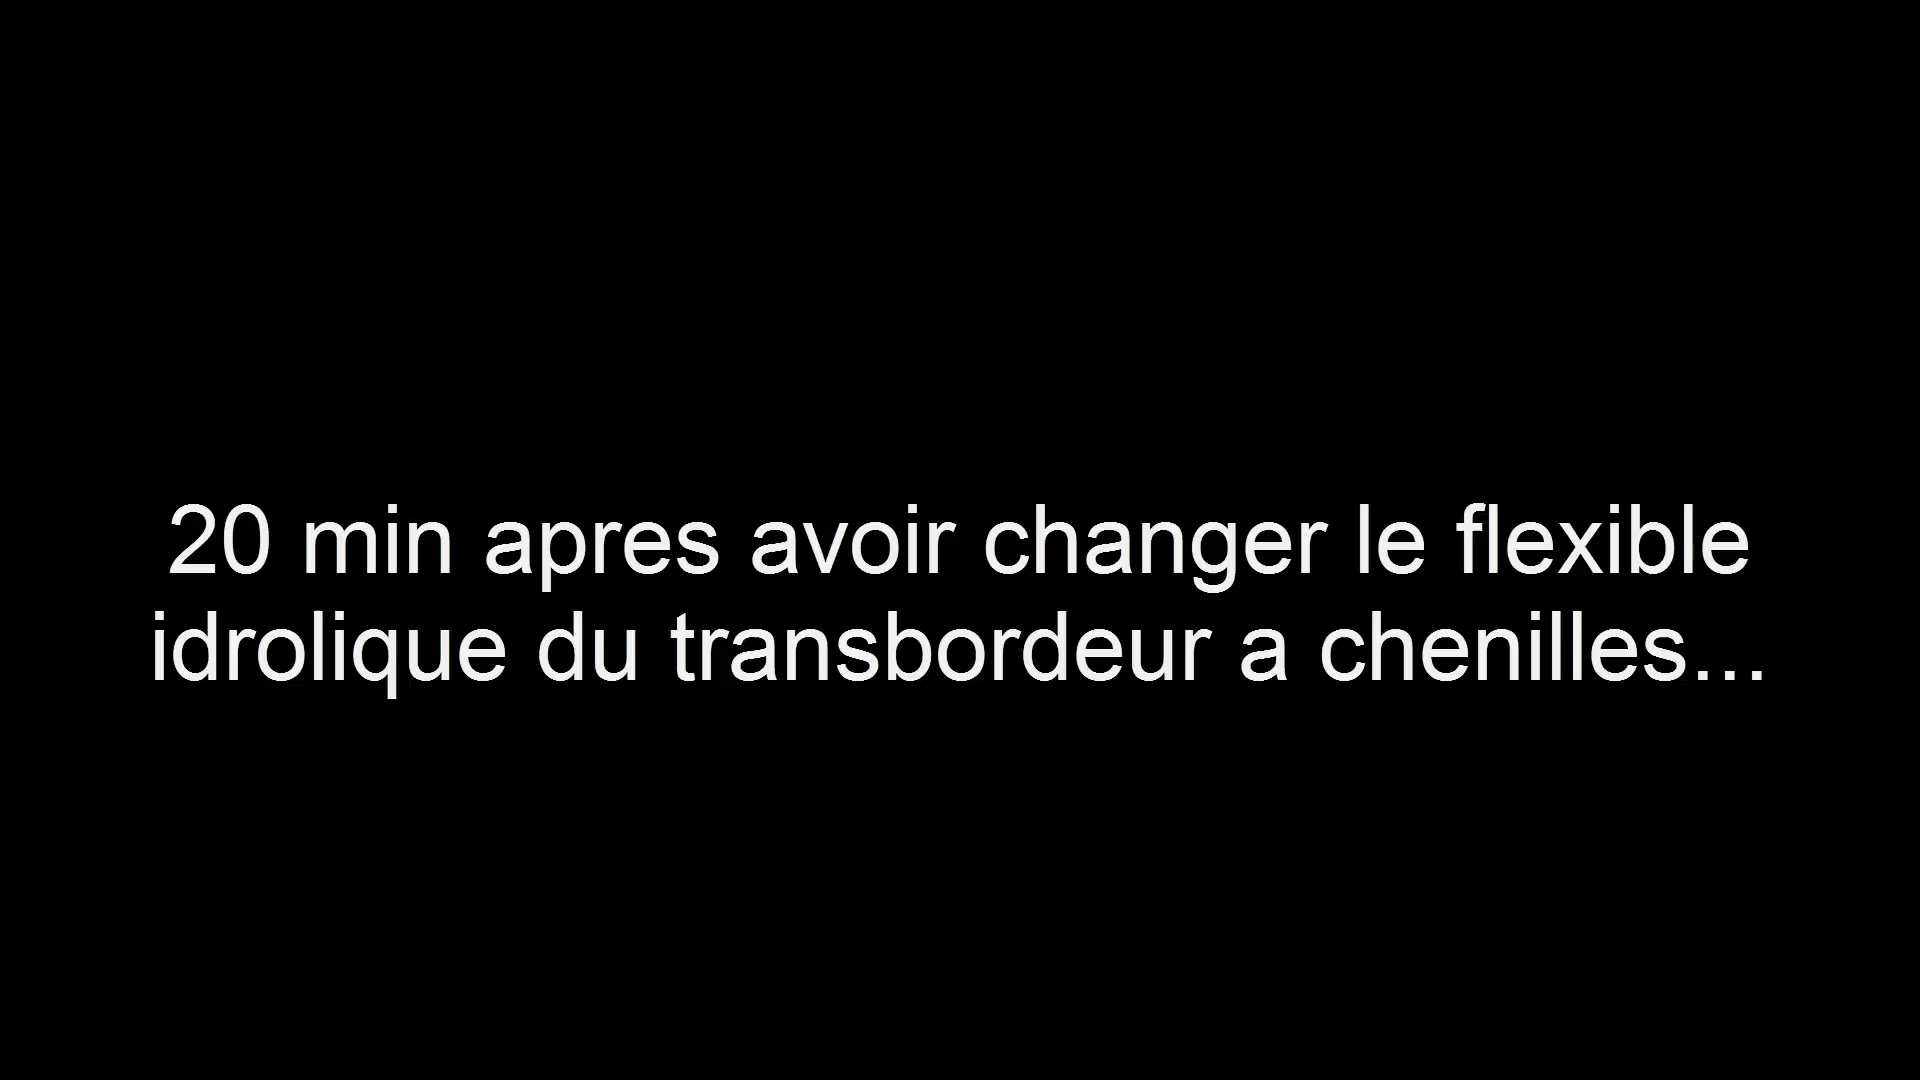 20 min apres avoir changer le flexible
idrolique du transbordeur a chenilles...